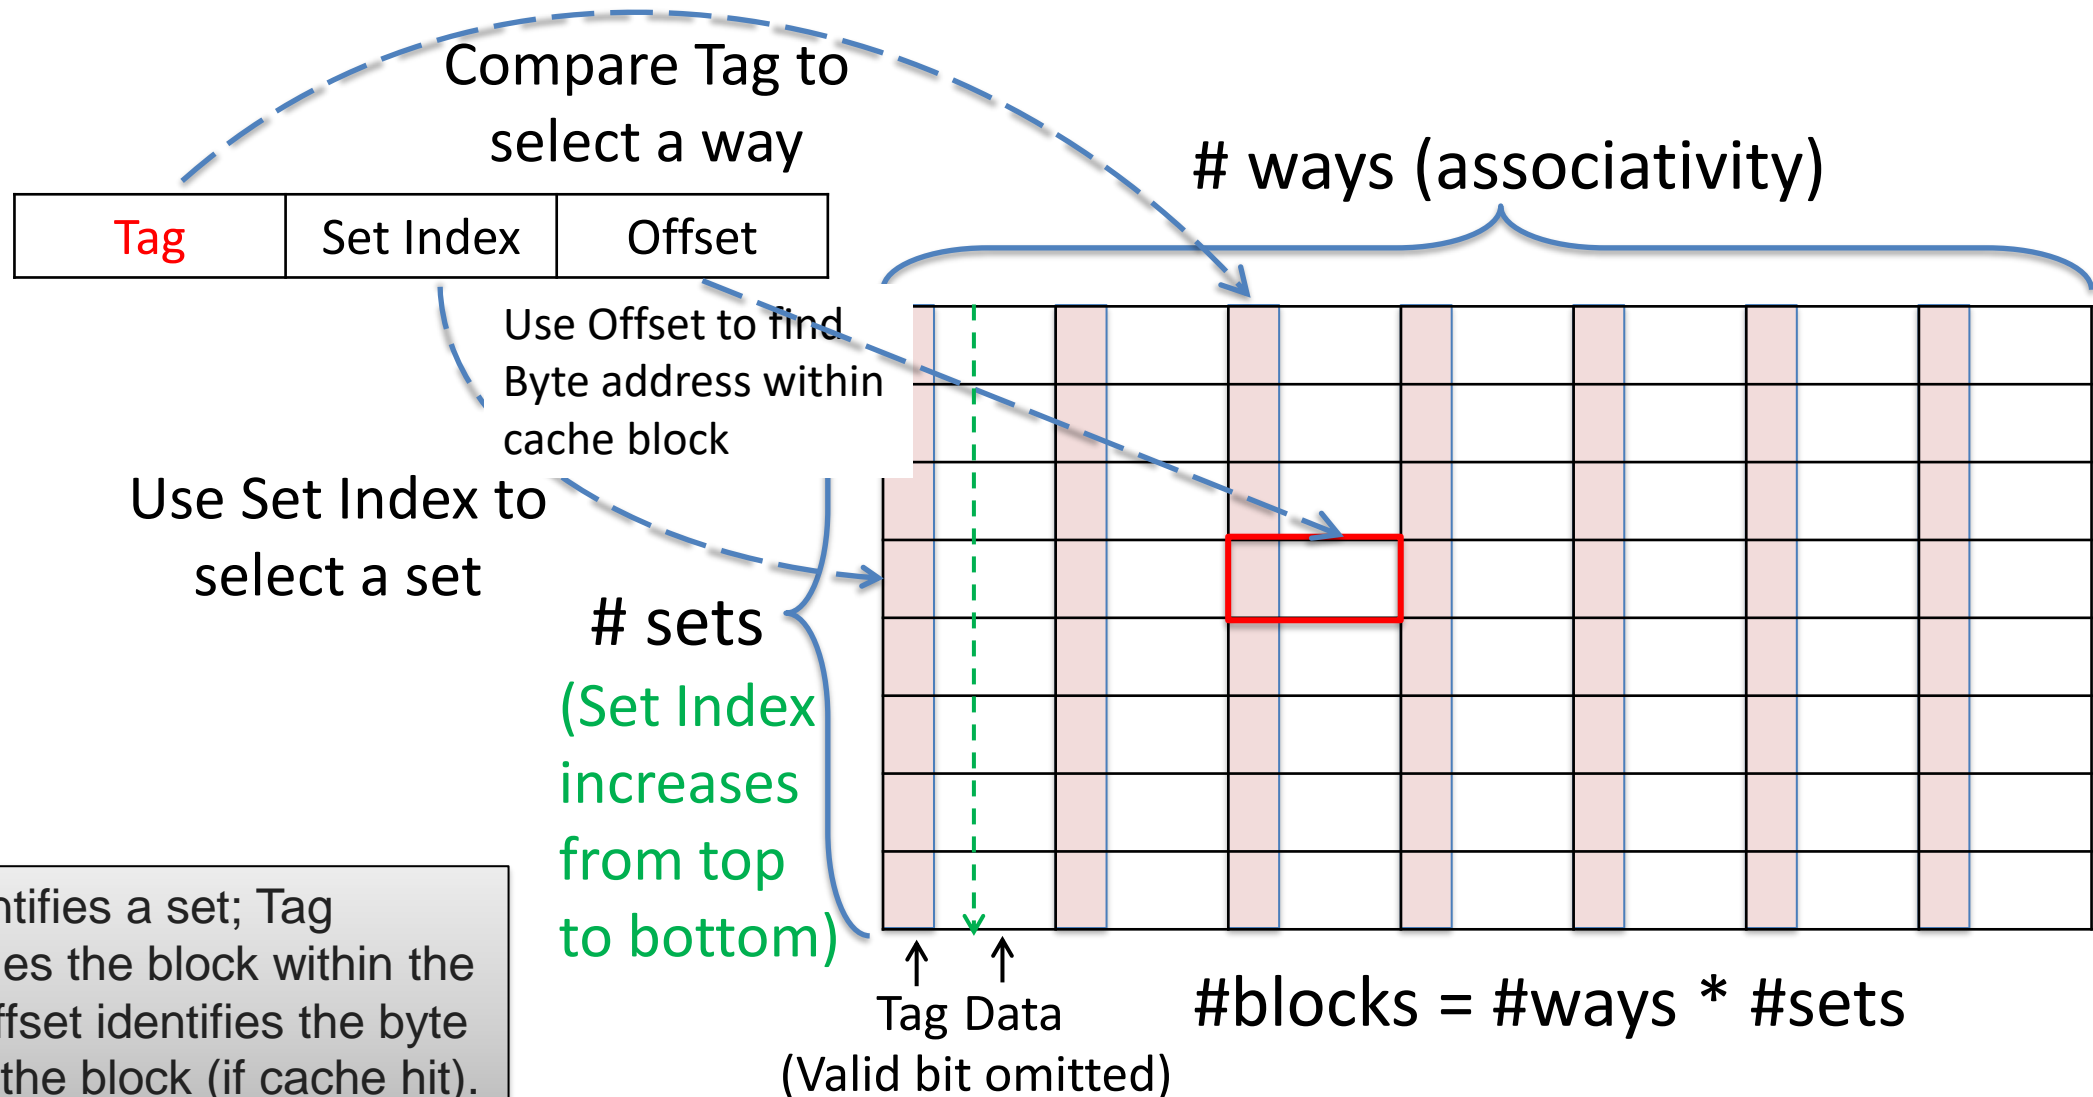 Compare Tag to
select a way
# ways (associativity)
Tag Set Index Offset
Use Offset to find
Byte address within
cache block
Use Set Index to
select a set
# sets
(Set Index
increases
from top
to bottom)
Tag Data
(Valid bit omitted)
#blocks = #ways * #sets
ntifies a set; Tag
es the block within the
ffset identifies the byte
the block (if cache hit).